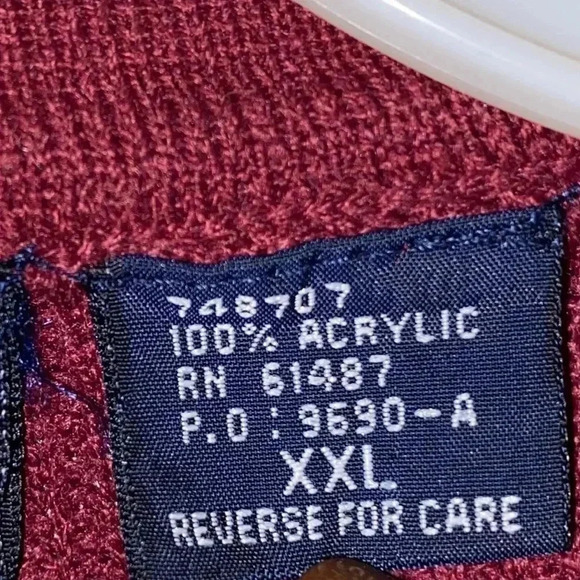 748707
100% ACRYLIC
RN 61487
P.O : 9690-A
XXL
REVERSE FOR CARE